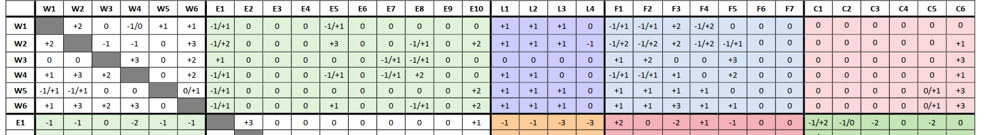 W1 W2 W3 W4 W5 W6 E1 E2 E3 E4 E5 E6 E7 E8 E9 E10 L1 L2 L3 L4 F1 F2 F3 F4 F5 F6 F7 C1 C2 C3 C4 C5 C6
W1 +2 0 -1/0 +1 +1 -1/+1 0 0 0 -1/+1 0 0 0 0 0 +1 +1 +1 0 -1/+1 -1/+1 +2 -1/+2 0 0 0 0 0 0 0 0 0
W2 +2 -1 -1 0 +3 -1/+2 0 0 0 +3 0 0 -1/+1 0 +2 +1 +1 +1 -1 -1/+2 -1/+2 +2 -1/+2 -1/+1 0 0 0 0 0 0 0 +1
W3 0 0 +3 0 +2 +1 0 0 0 0 0 -1/+1 -1/+1 0 0 0 0 0 0 +1 +2 0 0 +3 0 0 0 0 0 0 0 +3
W4 +1 +3 +2 0 +2 -1/+1 0 0 0 -1/+1 0 -1/+1 +2 0 0 +1 +1 0 0 -1/+1 -1/+1 +1 0 +2 0 0 0 0 0 0 0 +1
W5 -1/+1 -1/+1 0 0 0/+1 -1/+1 0 0 0 0 0 0 0 0 +2 +1 +1 +1 0 +1 +1 +1 +1 0 0 0 0 0 0 0 0/+1 +3
W6 +1 +3 +2 +3 0 -1/+1 0 0 0 +1 0 0 -1/+1 0 +2 +1 +1 +1 0 +1 +1 +3 +1 +1 0 0 0 0 0 0 0/+1 +3
E1 -1 -1 0 -2 -1 -1 +3 0 0 0 0 0 0 0 +1 -1 -1 -3 -3 +2 0 -2 +1 -1 0 0 -1/+2 -1/0 -2 0 -2 0